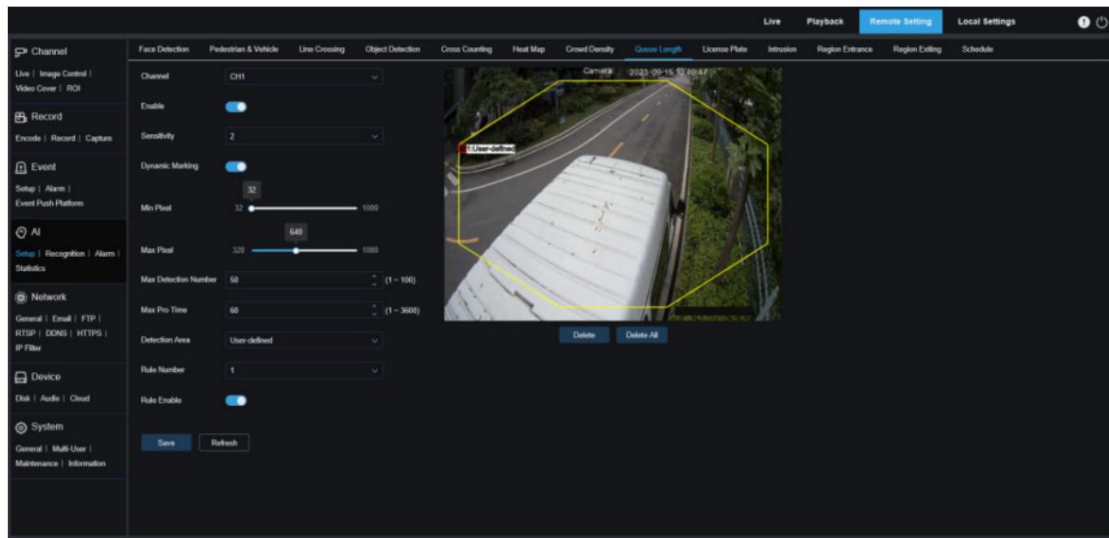 Live Playback Remote Setting Local Settings
Channel
Live | Image Control |
Video Cover | ROI
Record
Encode | Record | Capture
Event
Setup | Alarm |
Event Push Platform
AI
Setup | Recognition | Alarm |
Statistics
Network
General | Email | FTP |
RTSP | DDNS | HTTPS |
IP Filter
Device
Disk | Audio | Cloud
System
General | Multi-User |
Maintenance | Information
Face Detection Pedestrian & Vehicle Line Crossing Object Detection Cross Counting Heat Map Crowd Density Queue Length License Plate Intrusion Region Entrance Region Exiting Schedule
Channel CH1
Enable
Sensitivity 2
Dynamic Marking
32
Min Pixel 32 1080
640
Max Pixel 320 1080
Max Detection Number 50 (1 ~ 100)
Max Pro Time 60 (1 ~ 3600)
Detection Area User-defined
Rule Number 1
Rule Enable
Save Refresh
Camera 2023-09-15
1:User-defined
Delete Delete All